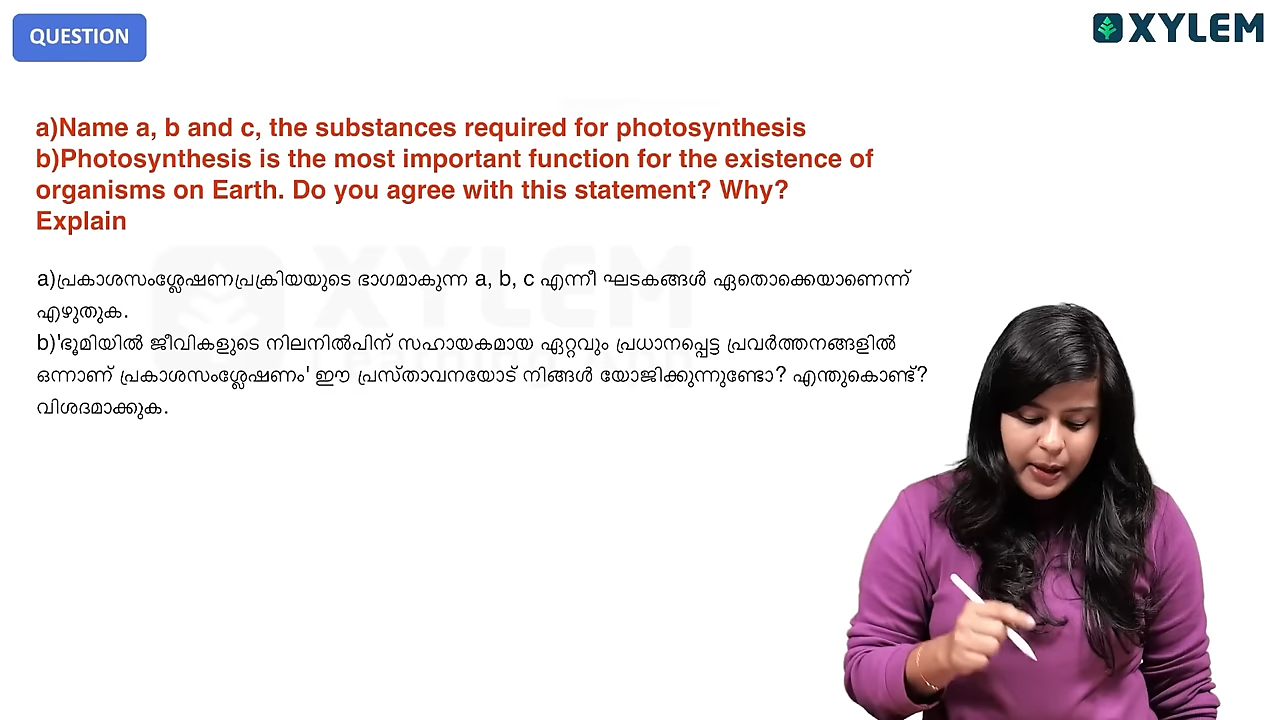 QUESTION
XYLEM
a)Name a, b and c, the substances required for photosynthesis
b)Photosynthesis is the most important function for the existence of
organisms on Earth. Do you agree with this statement? Why?
Explain
XYLEM
Learning App
a)പ്രകാശസംശ്ലേഷണപ്രക്രിയയുടെ ഭാഗമാകുന്ന a, b, c എന്നീ ഘടകങ്ങൾ ഏതൊക്കെയാണെന്ന്
എഴുതുക.
b)'ഭൂമിയിൽ ജീവികളുടെ നിലനിൽപിന് സഹായകമായ ഏറ്റവും പ്രധാനപ്പെട്ട പ്രവർത്തനങ്ങളിൽ
ഒന്നാണ് പ്രകാശസംശ്ലേഷണം' ഈ പ്രസ്താവനയോട് നിങ്ങൾ യോജിക്കുന്നുണ്ടോ? എന്തുകൊണ്ട്?
വിശദമാക്കുക.